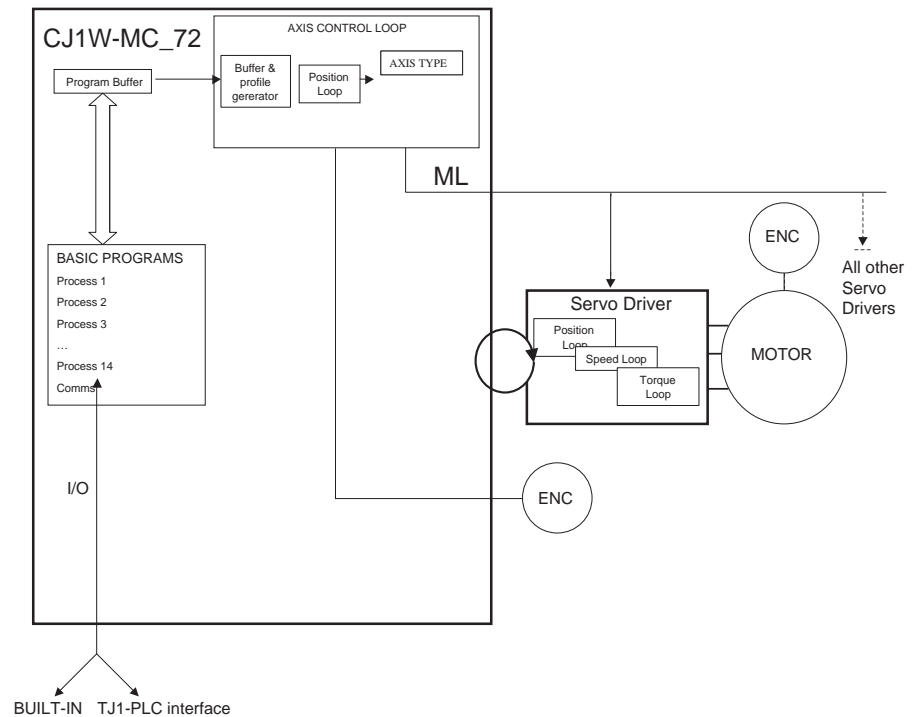 CJ1W-MC_72
AXIS CONTROL LOOP
Program Buffer
Buffer &
profile
gererator
Position
Loop
AXIS TYPE
ML
BASIC PROGRAMS
Process 1
Process 2
Process 3
...
Process 14
Comms
I/O
BUILT-IN
TJ1-PLC interface
Servo Driver
Position
Loop
Speed Loop
Torque
Loop
ENC
MOTOR
All other
Servo
Drivers
ENC